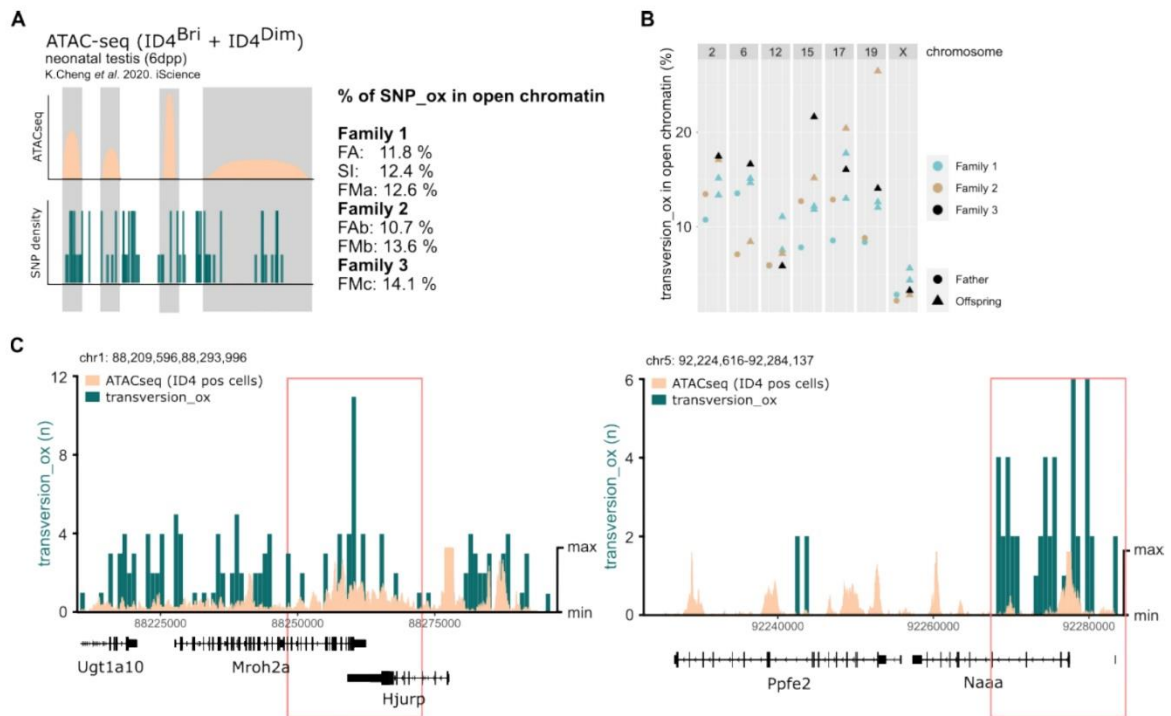 A
ATAC-seq (ID4Bri + ID4Dim)
neonatal testis (6dpp)
K.Cheng et al. 2020. iScience
ATACseq
SNP density
% of SNP_ox in open chromatin
Family 1
FA: 11.8 %
SI: 12.4 %
FMa: 12.6 %
Family 2
FAb: 10.7 %
FMb: 13.6 %
Family 3
FMc: 14.1 %
B
2 6 12 15 17 19 X chromosome
transversion_ox in open chromatin (%)
20
10
Family 1
Family 2
Family 3
Father
Offspring
C
chr1: 88,209,596,88,293,996
ATACseq (ID4 pos cells)
transversion_ox
transversion_ox (n)
12
8
4
0
max
min
88225000 88250000 88275000
Ugt1a10 Mroh2a
Hjurp
chr5: 92,224,616-92,284,137
ATACseq (ID4 pos cells)
transversion_ox
transversion_ox (n)
6
4
2
0
max
min
92240000 92260000 92280000
Ppfe2 Naaa